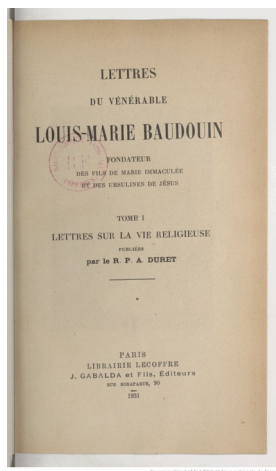 LETTRES
DU VÉNÉRABLE
LOUIS-MARIE BAUDOUIN
FONDATEUR
DES FILS DE MARIE IMMACULÉE
ET DES URSULINES DE JÉSUS
TOME I
LETTRES SUR LA VIE RELIGIEUSE
PUBLIÉES
par le R. P. A. DURET
PARIS
LIBRAIRIE LECOFFRE
J. GABALDA et Fils, Éditeurs
RUE BONAPARTE, 90
1931
R F